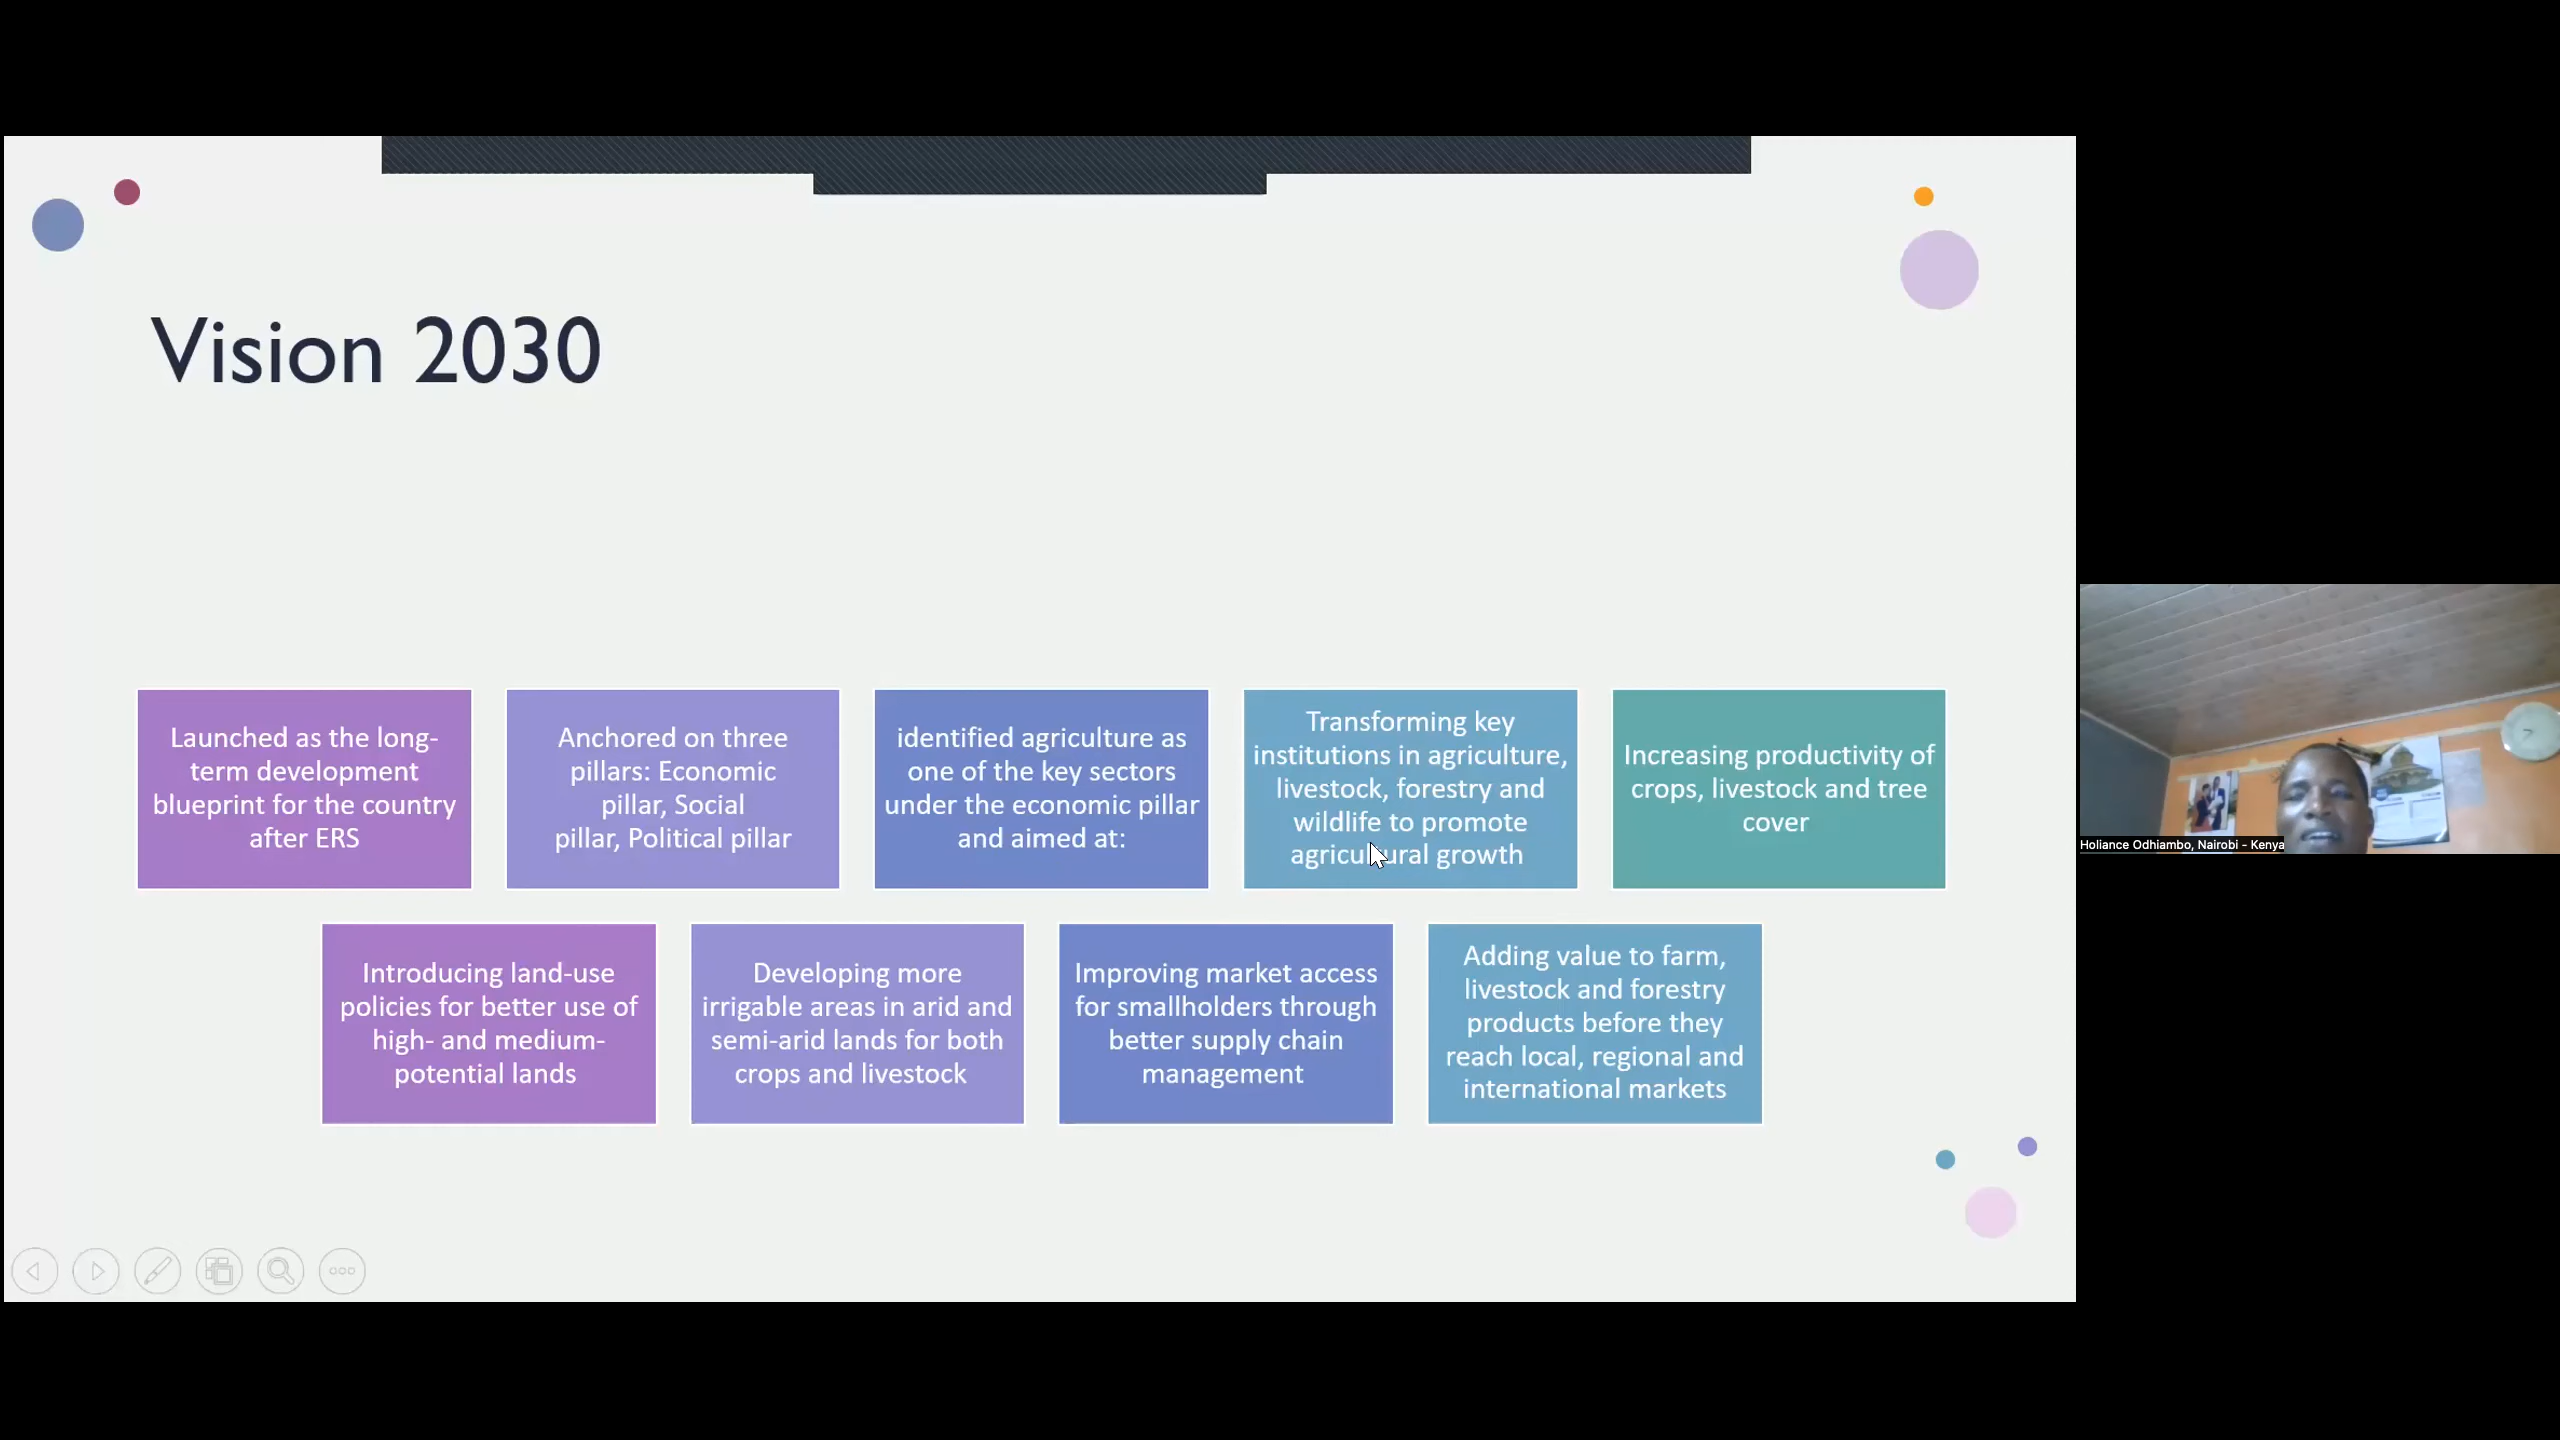 Vision 2030
Launched as the long-
term development
blueprint for the country
after ERS
Anchored on three
pillars: Economic
pillar, Social
pillar, Political pillar
identified agriculture as
one of the key sectors
under the economic pillar
and aimed at:
Transforming key
institutions in agriculture,
livestock, forestry and
wildlife to promote
agricultural growth
Increasing productivity of
crops, livestock and tree
cover
Introducing land-use
policies for better use of
high- and medium-
potential lands
Developing more
irrigable areas in arid and
semi-arid lands for both
crops and livestock
Improving market access
for smallholders through
better supply chain
management
Adding value to farm,
livestock and forestry
products before they
reach local, regional and
international markets
Holiance Odhiambo, Nairobi - Kenya